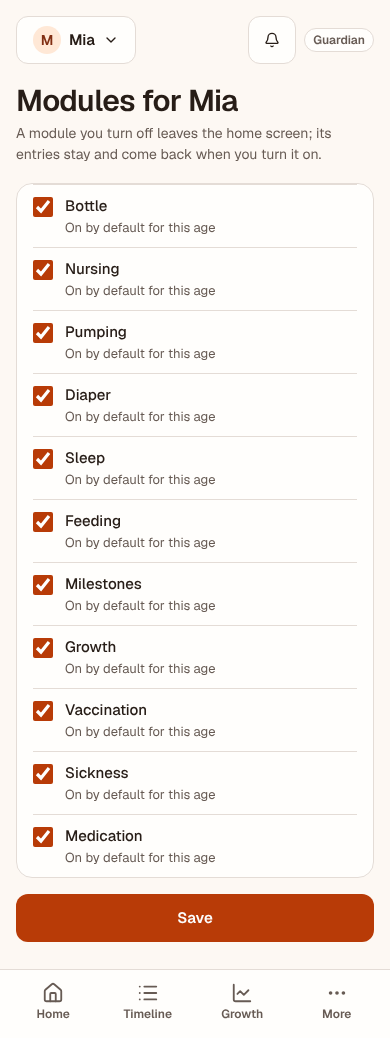 M Mia
Guardian
Modules for Mia
A module you turn off leaves the home screen; its
entries stay and come back when you turn it on.
Bottle
On by default for this age
Nursing
On by default for this age
Pumping
On by default for this age
Diaper
On by default for this age
Sleep
On by default for this age
Feeding
On by default for this age
Milestones
On by default for this age
Growth
On by default for this age
Vaccination
On by default for this age
Sickness
On by default for this age
Medication
On by default for this age
Save
Home Timeline Growth More